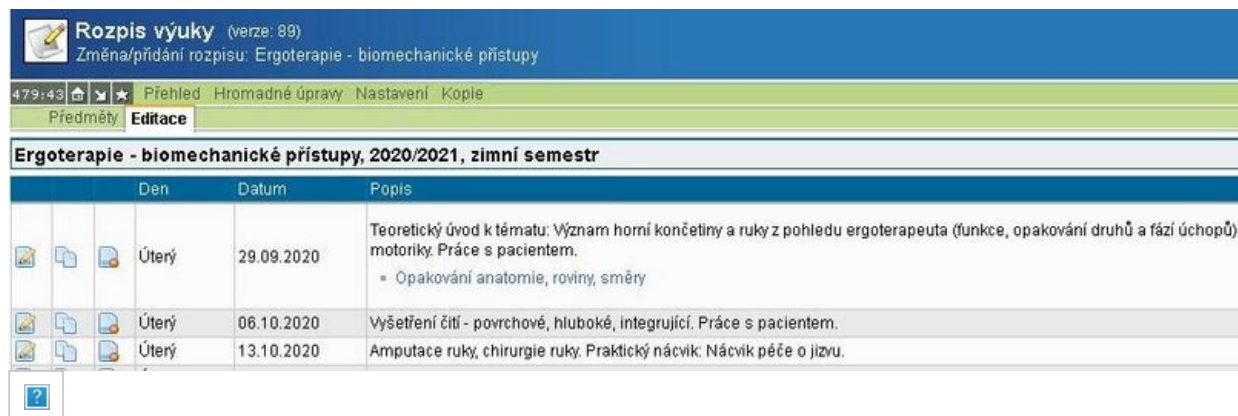 Rozpis výuky (verze: 89)
Změna/přidání rozpisu: Ergoterapie - biomechanické přístupy
479:43 Přehled Hromadné úpravy Nastavení Kopie
Předměty Editace
Ergoterapie - biomechanické přístupy, 2020/2021, zimní semestr
Den Datum Popis
Úterý 29.09.2020 Teoretický úvod k tématu: Význam horní končetiny a ruky z pohledu ergoterapeuta (funkce, opakování druhů a fází úchopů)
motoriky. Práce s pacientem.
Opakování anatomie, roviny, směry
Úterý 06.10.2020 Vyšetření čití - povrchové, hluboké, integrující. Práce s pacientem.
Úterý 13.10.2020 Amputace ruky, chirurgie ruky. Praktický nácvik: Nácvik péče o jizvu.
?